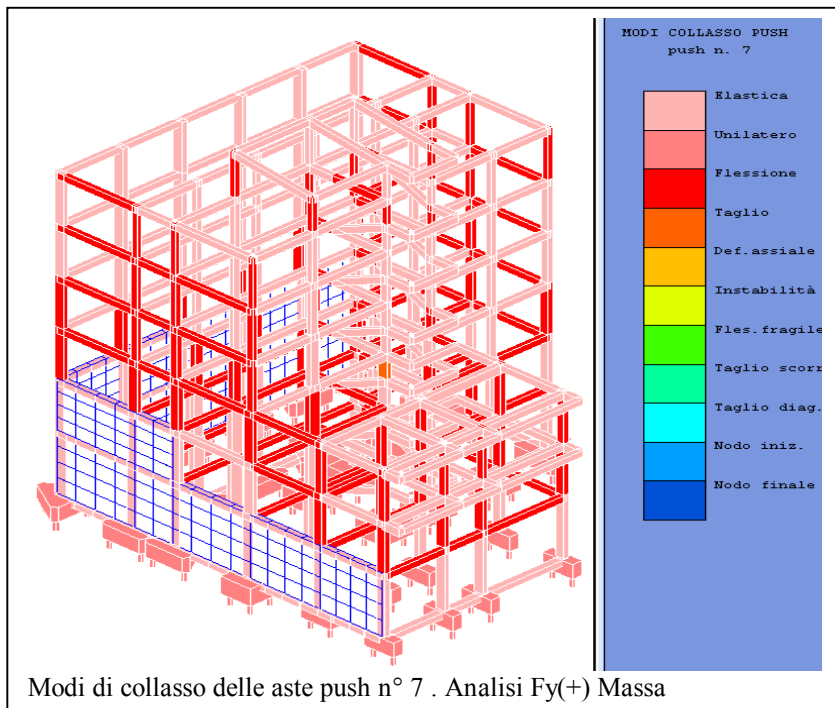 MODI COLLASSO PUSH
push n. 7
Elastica
Unilatero
Flessione
Taglio
Def.assiale
Instabilità
Fles.fragile
Taglio scorr
Taglio diag.
Nodo iniz.
Nodo finale
Modi di collasso delle aste push n° 7 . Analisi Fy(+) Massa